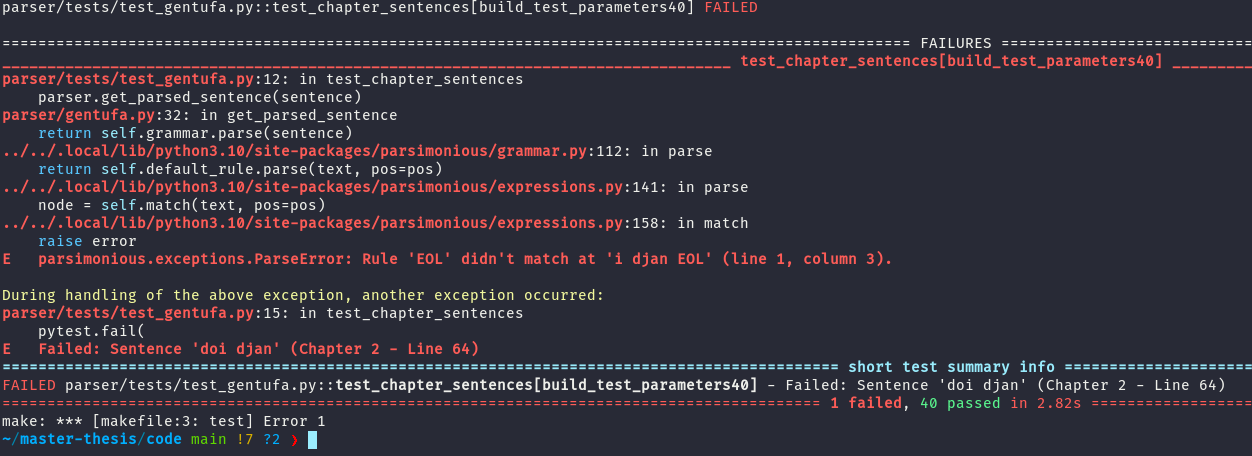 parser/tests/test_gentufa.py::test_chapter_sentences[build_test_parameters40] FAILED
===================================================================================================== FAILURES ============================
_________________________________________________________________________________ test_chapter_sentences[build_test_parameters40] _________
parser/tests/test_gentufa.py:12: in test_chapter_sentences
    parser.get_parsed_sentence(sentence)
parser/gentufa.py:32: in get_parsed_sentence
    return self.grammar.parse(sentence)
../../.local/lib/python3.10/site-packages/parsimonious/grammar.py:112: in parse
    return self.default_rule.parse(text, pos=pos)
../../.local/lib/python3.10/site-packages/parsimonious/expressions.py:141: in parse
    node = self.match(text, pos=pos)
../../.local/lib/python3.10/site-packages/parsimonious/expressions.py:158: in match
    raise error
E   parsimonious.exceptions.ParseError: Rule 'EOL' didn't match at 'i djan EOL' (line 1, column 3).
During handling of the above exception, another exception occurred:
parser/tests/test_gentufa.py:15: in test_chapter_sentences
    pytest.fail(
E   Failed: Sentence 'doi djan' (Chapter 2 - Line 64)
============================================================================================= short test summary info =====================
FAILED parser/tests/test_gentufa.py::test_chapter_sentences[build_test_parameters40] - Failed: Sentence 'doi djan' (Chapter 2 - Line 64)
=========================================================================================== 1 failed, 40 passed in 2.82s ==================
make: *** [makefile:3: test] Error 1
~/master-thesis/code main !7 ?2 ❯